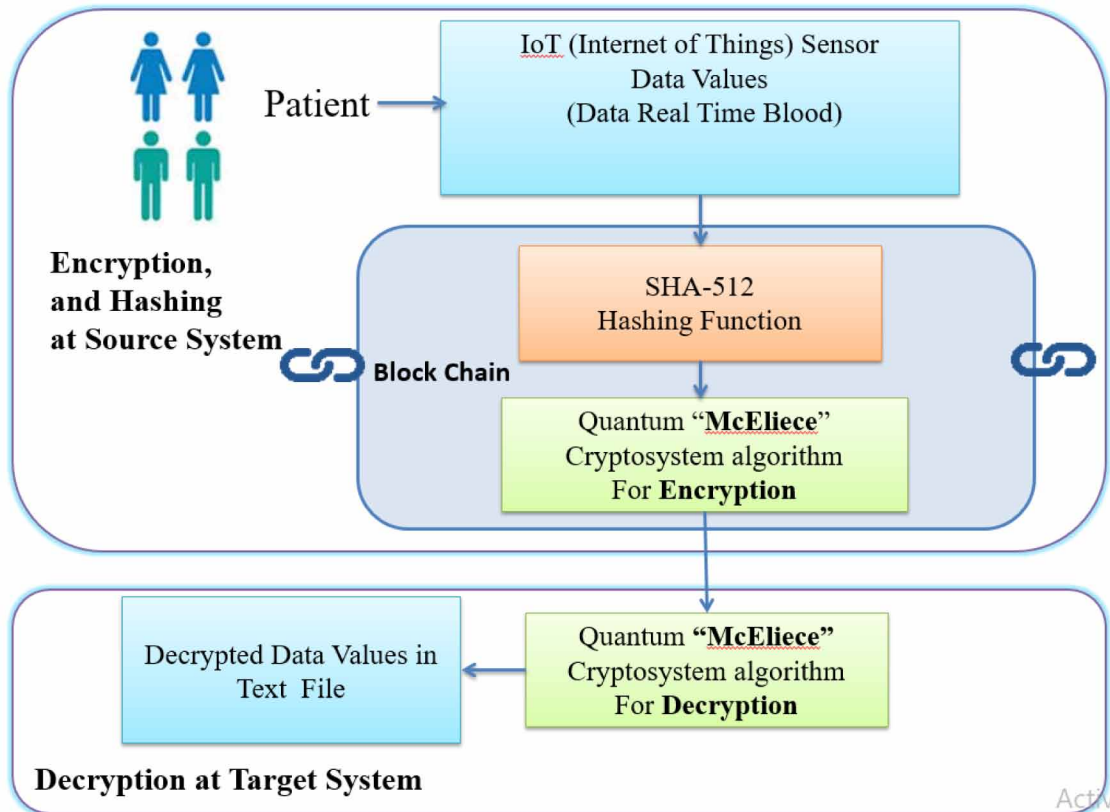 IoT (Internet of Things) Sensor
Data Values
(Data Real Time Blood)
Patient
Encryption,
and Hashing
at Source System
SHA-512
Hashing Function
Block Chain
Quantum “McEliece”
Cryptosystem algorithm
For Encryption
Quantum “McEliece”
Cryptosystem algorithm
For Decryption
Decrypted Data Values in
Text File
Decryption at Target System